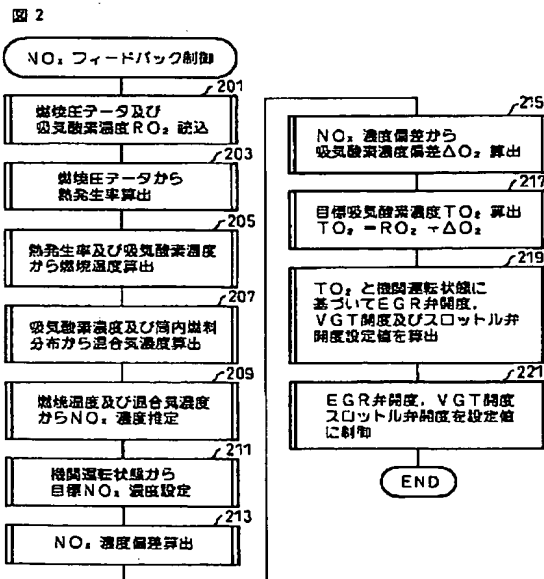 図 2
NOx フィードバック制御
201
燃焼圧データ及び
吸気酸素濃度RO2 読込
203
燃焼圧データから
熱発生率算出
205
熱発生率及び吸気酸素濃度
から燃焼温度算出
207
吸気酸素濃度及び筒内燃料
分布から混合気濃度算出
209
燃焼温度及び混合気濃度
からNOx 濃度推定
211
機関運転状態から
目標NOx 濃度設定
213
NOx 濃度偏差算出
215
NOx 濃度偏差から
吸気酸素濃度偏差ΔO2 算出
217
目標吸気酸素濃度TO2 算出
TO2 =RO2 +ΔO2
219
TO2 と機関運転状態に
基づいてEGR弁開度,
VGT開度及びスロットル弁
開度設定値を算出
221
EGR弁開度, VGT開度
スロットル弁開度を設定値
に制御
END